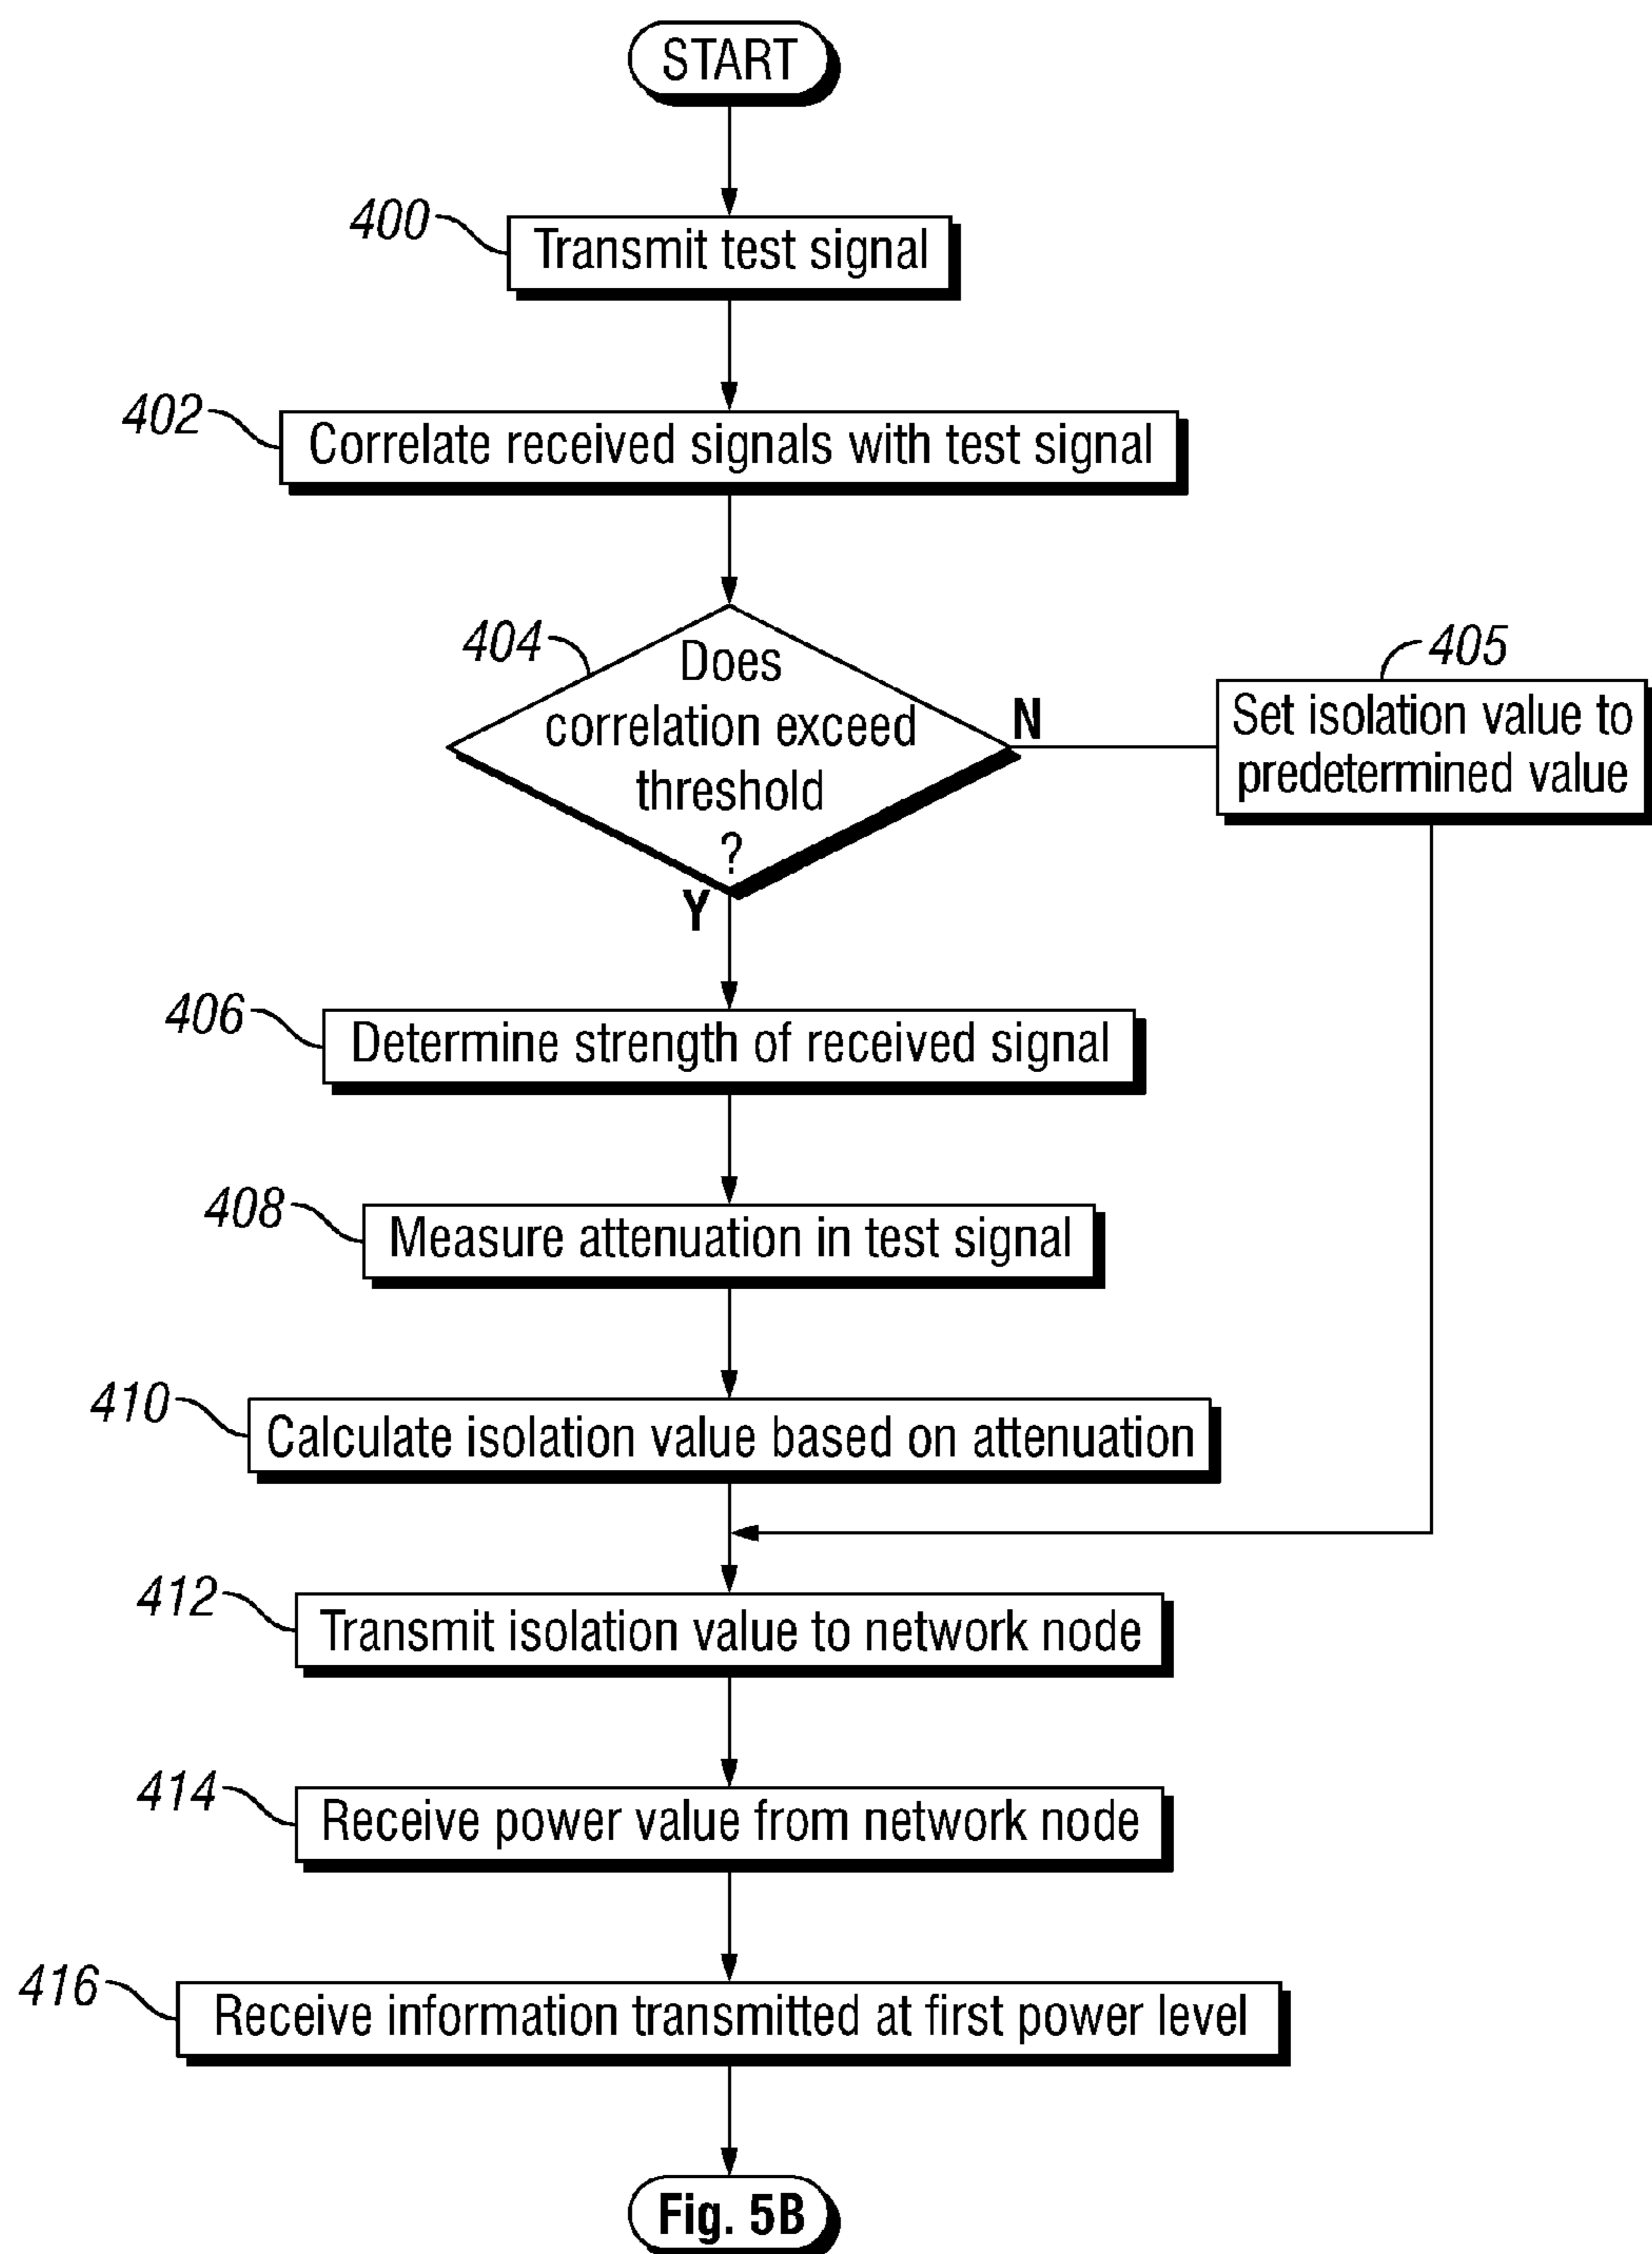 START
400
Transmit test signal
402
Correlate received signals with test signal
404
Does
correlation exceed
threshold
?
N
Y
405
Set isolation value to
predetermined value
406
Determine strength of received signal
408
Measure attenuation in test signal
410
Calculate isolation value based on attenuation
412
Transmit isolation value to network node
414
Receive power value from network node
416
Receive information transmitted at first power level
Fig. 5B